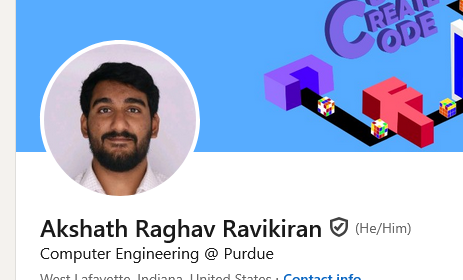 CREATE
CODE
Akshath Raghav Ravikiran (He/Him)
Computer Engineering @ Purdue
West Lafayette, Indiana, United States · Contact info